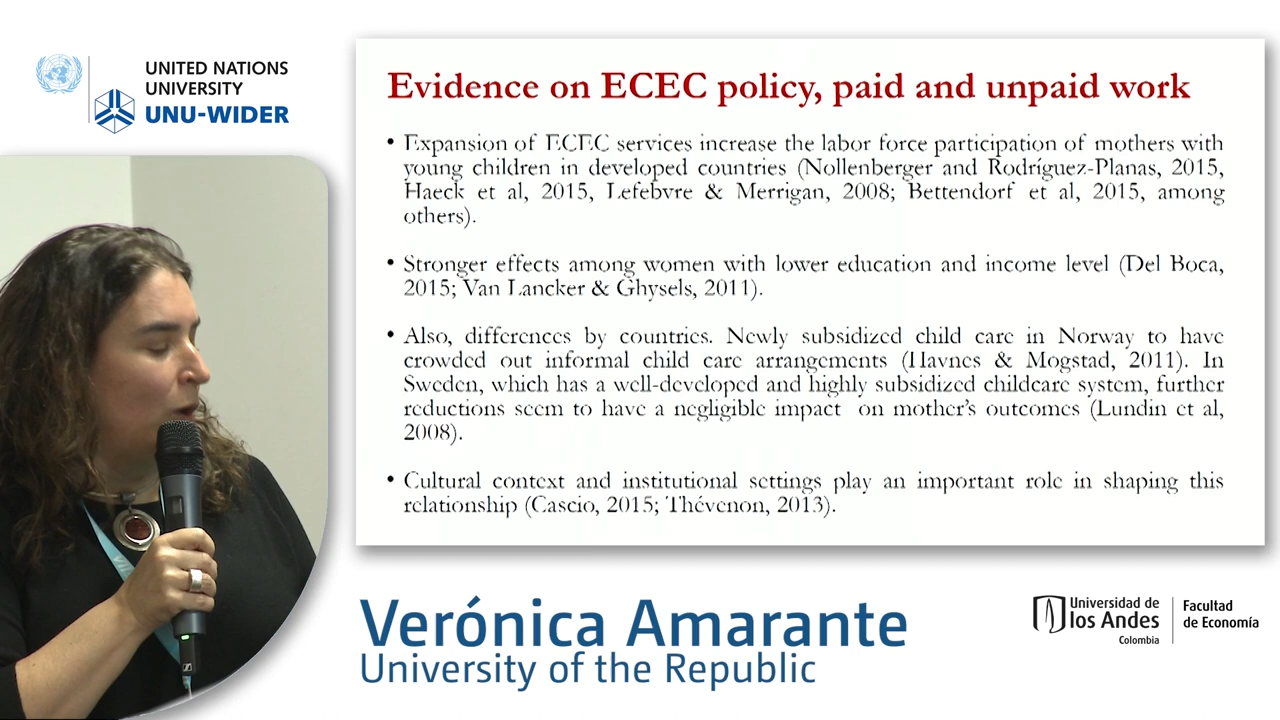 UNITED NATIONS
UNIVERSITY
UNU-WIDER
Evidence on ECEC policy, paid and unpaid work
• Expansion of ECEC services increase the labor force participation of mothers with
young children in developed countries (Nollenberger and Rodríguez-Planas, 2015,
Haeck et al, 2015, Lefebvre & Merrigan, 2008; Bettendorf et al, 2015, among
others).
• Stronger effects among women with lower education and income level (Del Boca,
2015; Van Lancker & Ghysels, 2011).
• Also, differences by countries. Newly subsidized child care in Norway to have
crowded out informal child care arrangements (Havnes & Mogstad, 2011). In
Sweden, which has a well-developed and highly subsidized childcare system, further
reductions seem to have a negligible impact on mother's outcomes (Lundin et al,
2008).
• Cultural context and institutional settings play an important role in shaping this
relationship (Cascio, 2015; Thévenon, 2013).
Verónica Amarante
University of the Republic
Universidad de
los Andes
Colombia
Facultad
de Economía